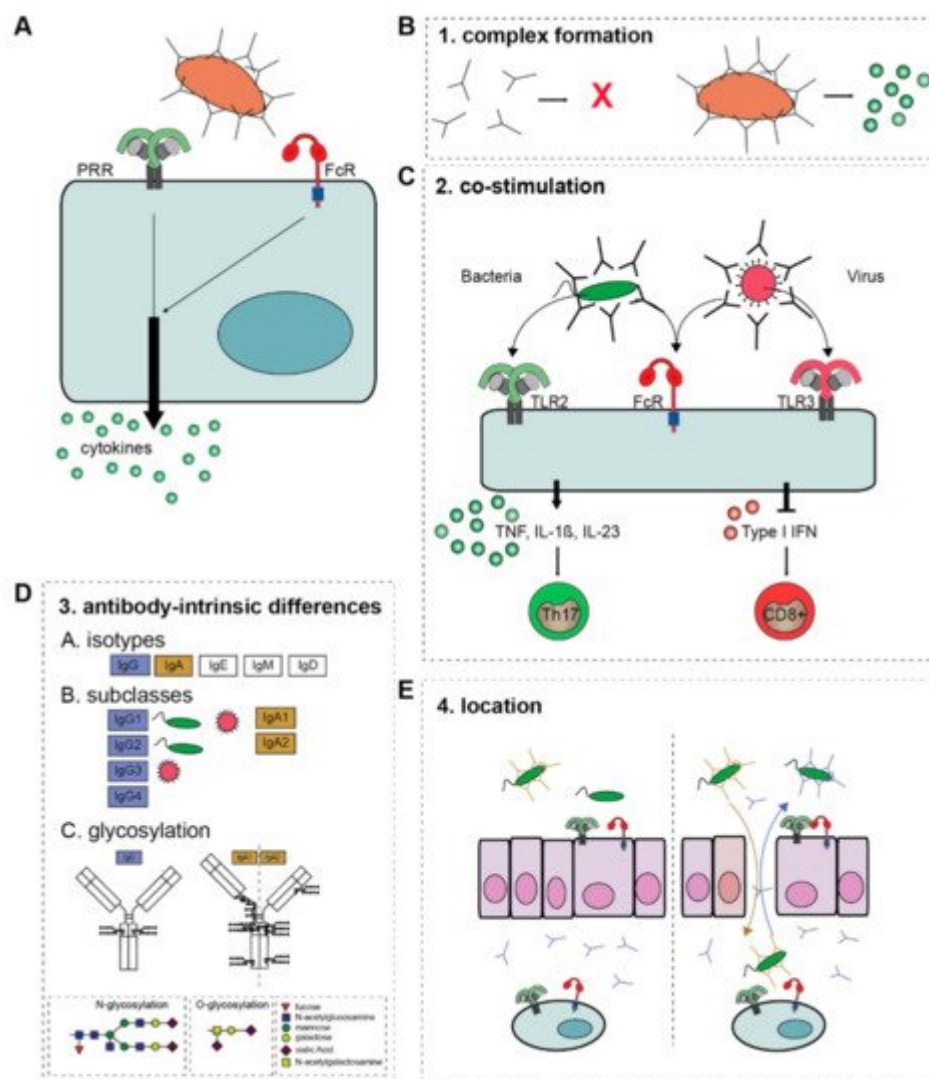 A
PRR
FcR
cytokines
B
1. complex formation
X
C
2. co-stimulation
Bacteria
Virus
TLR2
FcR
TLR3
TNF, IL-1ß, IL-23
Type I IFN
Th17
CD8+
D
3. antibody-intrinsic differences
A. isotypes
IgG
IgA
IgE
IgM
IgD
B. subclasses
IgG1
IgA1
IgG2
IgA2
IgG3
IgG4
C. glycosylation
N-glycosylation
O-glycosylation
fucose
N-acetylglucosamine
mannose
galactose
sialic Acid
N-acetylgalactosamine
E
4. location